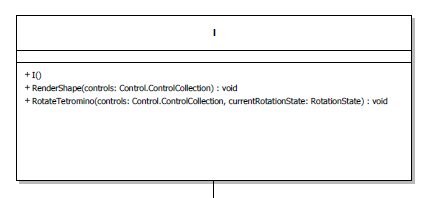 I
+ I()
+ RenderShape(controls: Control.ControlCollection) : void
+ RotateTetromino(controls: Control.ControlCollection, currentRotationState: RotationState) : void